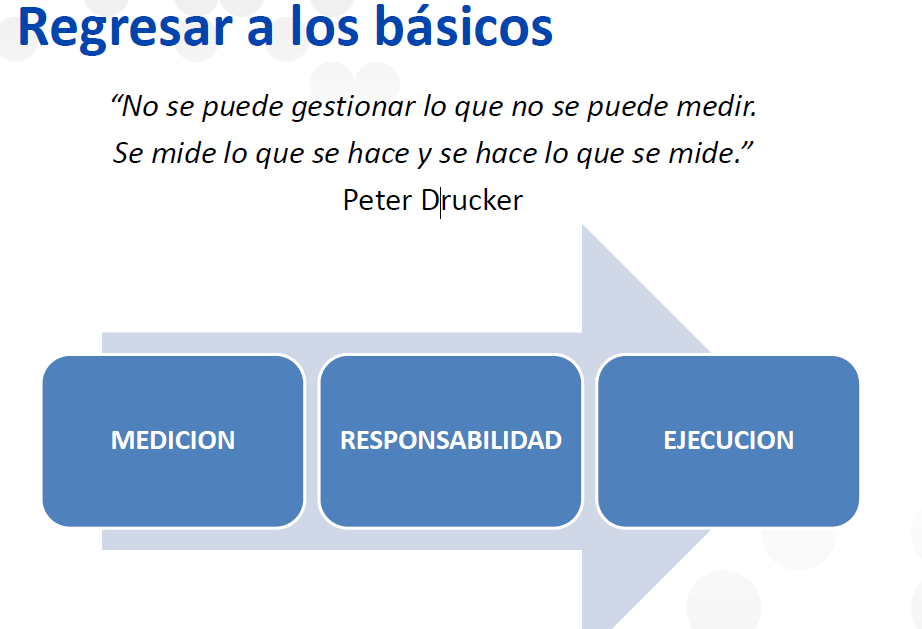 Regresar a los básicos
“No se puede gestionar lo que no se puede medir.
Se mide lo que se hace y se hace lo que se mide.”
Peter Drucker
MEDICION
RESPONSABILIDAD
EJECUCION